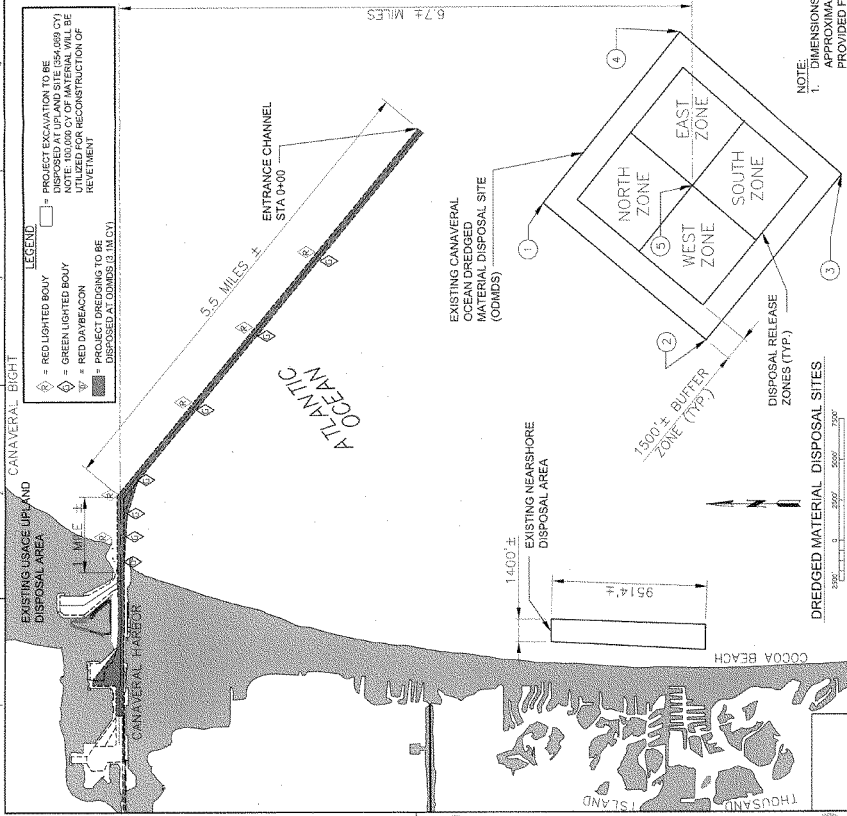 CANAVERAL BIGHT
LEGEND
= RED LIGHTED BOUY
= GREEN LIGHTED BOUY
= RED DAYBEACON
= PROJECT DREDGING TO BE
DISPOSED AT ODMDS (3.1M CY)
= PROJECT EXCAVATION TO BE
DISPOSED AT UPLAND SITE (354,069 CY)
NOTE: 100,000 CY OF MATERIAL WILL BE
UTILIZED FOR RECONSTRUCTION OF
REVETMENT
EXISTING USACE UPLAND
DISPOSAL AREA
1 MILE ±
CANAVERAL HARBOR
R
R
R
R
R
G
G
G
G
G
G
G
5.5 MILES ±
ENTRANCE CHANNEL
STA 0+00
6.7± MILES
ATLANTIC
OCEAN
EXISTING CANAVERAL
OCEAN DREDGED
MATERIAL DISPOSAL SITE
(ODMDS)
1
2
3
4
5
NORTH
ZONE
EAST
ZONE
WEST
ZONE
SOUTH
ZONE
1500'± BUFFER
ZONE (TYP.)
DISPOSAL RELEASE
ZONES (TYP.)
1400'±
EXISTING NEARSHORE
DISPOSAL AREA
9514'±
COCOA BEACH
THOUSAND
ISLAND
N
DREDGED MATERIAL DISPOSAL SITES
2500'
0
2500'
5000'
7500'
NOTE:
1. DIMENSIONS
APPROXIMA
PROVIDED F